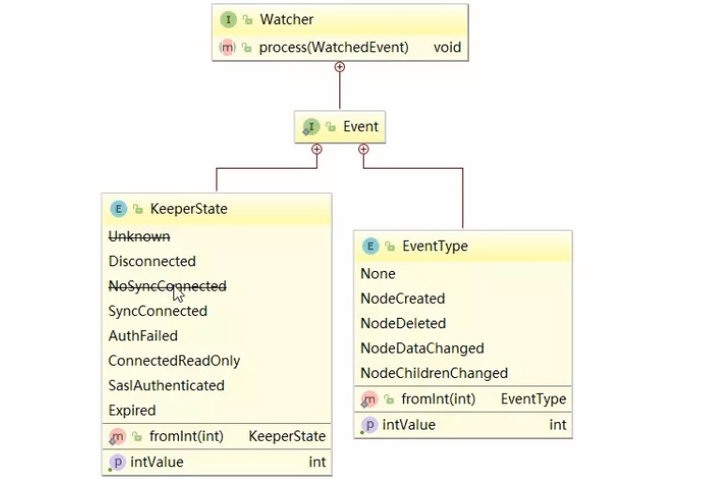 I Watcher
m process(WatchedEvent) void
I Event
E KeeperState
Unknown
Disconnected
NoSyncConnected
SyncConnected
AuthFailed
ConnectedReadOnly
SaslAuthenticated
Expired
m fromInt(int) KeeperState
p intValue int
E EventType
None
NodeCreated
NodeDeleted
NodeDataChanged
NodeChildrenChanged
m fromInt(int) EventType
p intValue int